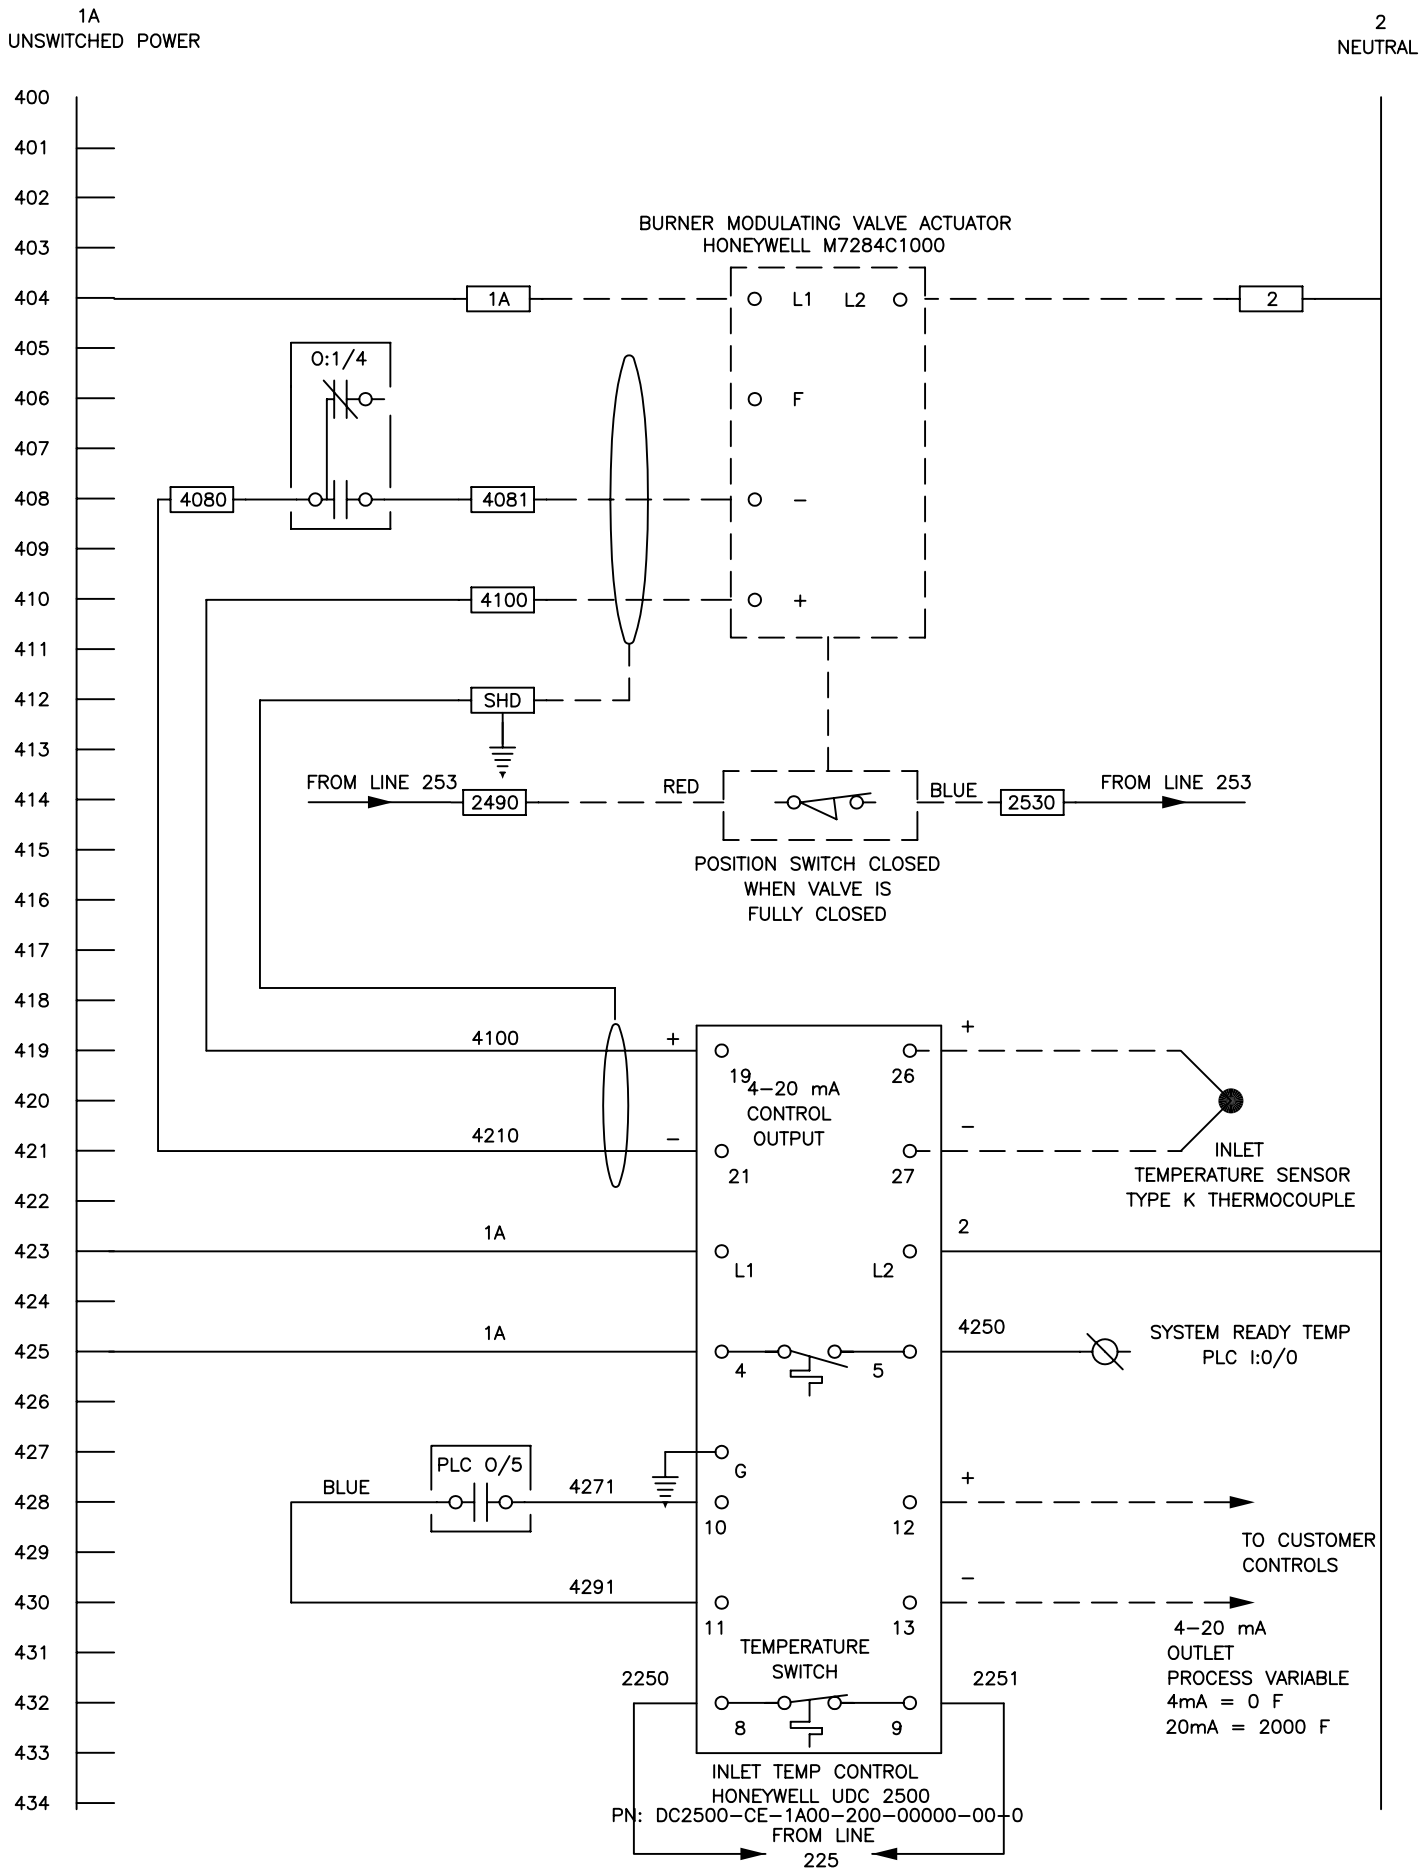 1A
UNSWITCHED POWER
2
NEUTRAL
400
401
402
403
BURNER MODULATING VALVE ACTUATOR
HONEYWELL M7284C1000
404
1A
L1
L2
2
405
O:1/4
406
F
407
408
4080
4081
–
409
410
4100
+
411
412
SHD
413
FROM LINE 253
RED
BLUE
FROM LINE 253
414
2490
2530
415
POSITION SWITCH CLOSED
WHEN VALVE IS
FULLY CLOSED
416
417
418
419
4100
+
+
19
26
420
4–20 mA
CONTROL
OUTPUT
421
4210
–
–
21
27
INLET
TEMPERATURE SENSOR
TYPE K THERMOCOUPLE
422
423
1A
2
L1
L2
424
425
1A
4250
4
5
SYSTEM READY TEMP
PLC I:0/0
426
427
G
PLC O/5
428
BLUE
4271
+
10
12
429
TO CUSTOMER
CONTROLS
430
4291
–
11
13
4–20 mA
OUTLET
PROCESS VARIABLE
4mA = 0 F
20mA = 2000 F
431
TEMPERATURE
SWITCH
432
2250
2251
8
9
433
434
INLET TEMP CONTROL
HONEYWELL UDC 2500
PN: DC2500–CE–1A00–200–00000–00–0
FROM LINE
225